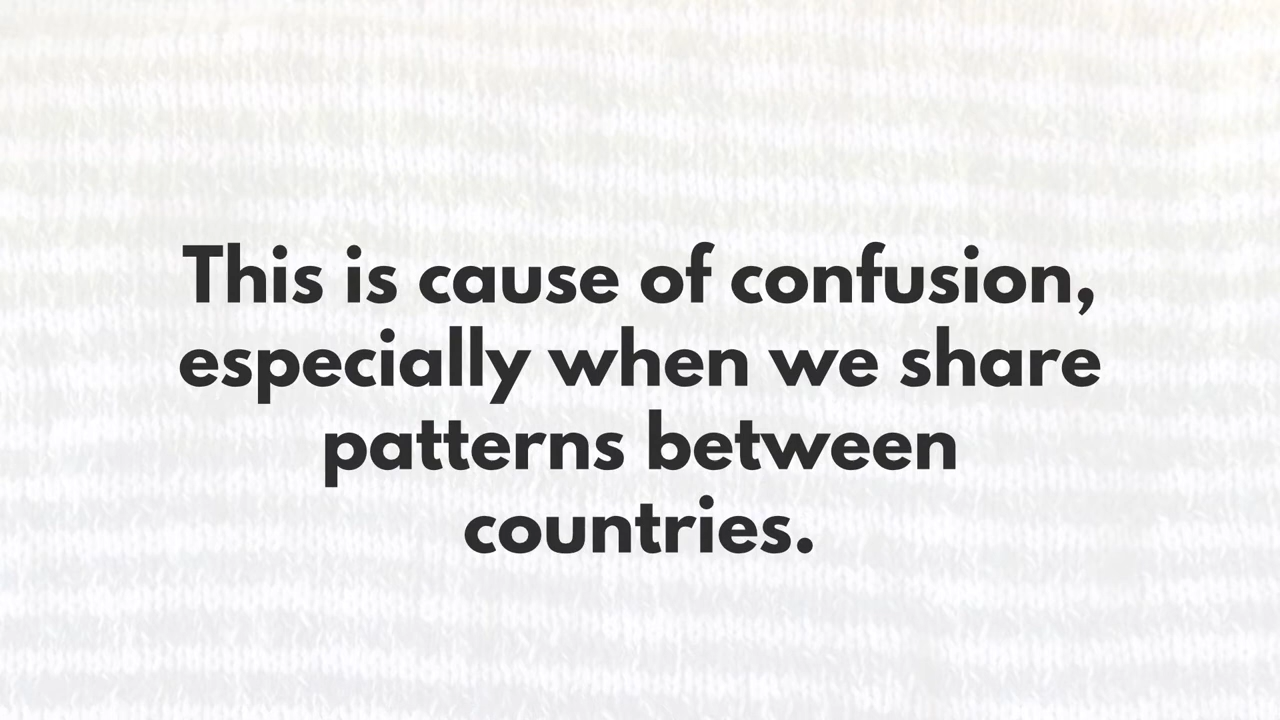 This is cause of confusion,
especially when we share
patterns between
countries.